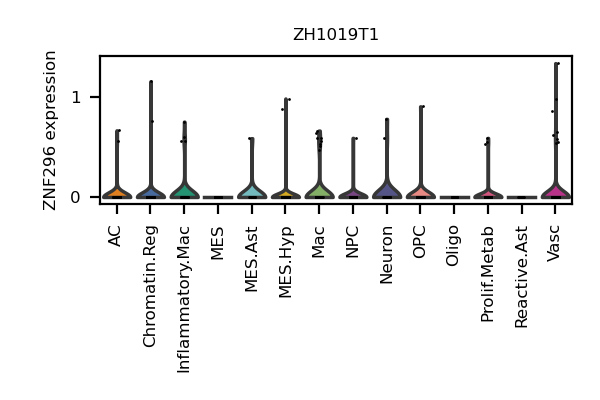 ZH1019T1
ZNF296 expression
1
0
AC
Chromatin.Reg
Inflammatory.Mac
MES
MES.Ast
MES.Hyp
Mac
NPC
Neuron
OPC
Oligo
Prolif.Metab
Reactive.Ast
Vasc